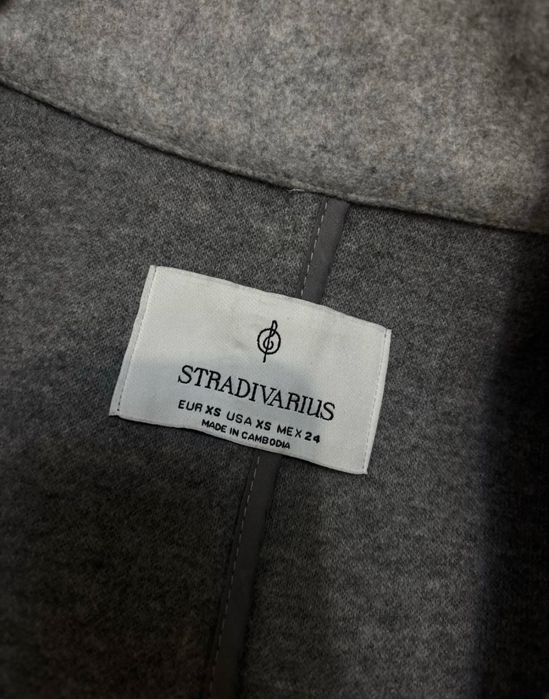 STRADIVARIUS
EUR XS USA XS MEX 24
MADE IN CAMBODIA